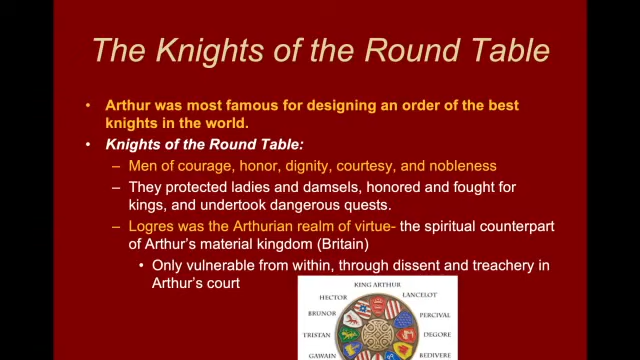 The Knights of the Round Table
• Arthur was most famous for designing an order of the best
knights in the world.
• Knights of the Round Table:
– Men of courage, honor, dignity, courtesy, and nobleness
– They protected ladies and damsels, honored and fought for
kings, and undertook dangerous quests.
– Logres was the Arthurian realm of virtue- the spiritual counterpart
of Arthur's material kingdom (Britain)
• Only vulnerable from within, through dissent and treachery in
Arthur's court
KING ARTHUR
HECTOR
LANCELOT
BRUNOR
PERCIVAL
TRISTAN
DEGORE
GAWAIN
BEDIVERE